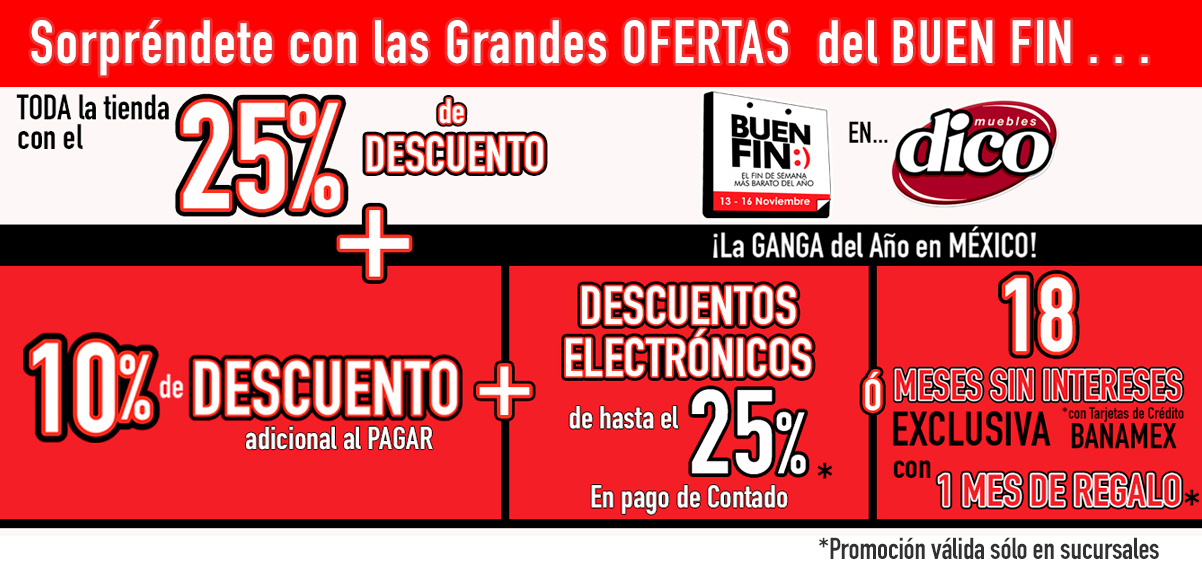 Sorpréndete con las Grandes OFERTAS del BUEN FIN . . .
TODA la tienda
con el
25%
de
DESCUENTO
BUEN
FIN:)
EL FIN DE SEMANA
MÁS BARATO DEL AÑO
13 - 16 Noviembre
EN...
muebles
dico
+
¡La GANGA del Año en MÉXICO!
10% de DESCUENTO
adicional al PAGAR
+
DESCUENTOS
ELECTRÓNICOS
de hasta el 25% *
En pago de Contado
ó
18
MESES SIN INTERESES
*con Tarjetas de Crédito
EXCLUSIVA BANAMEX
con
1 MES DE REGALO *
*Promoción válida sólo en sucursales